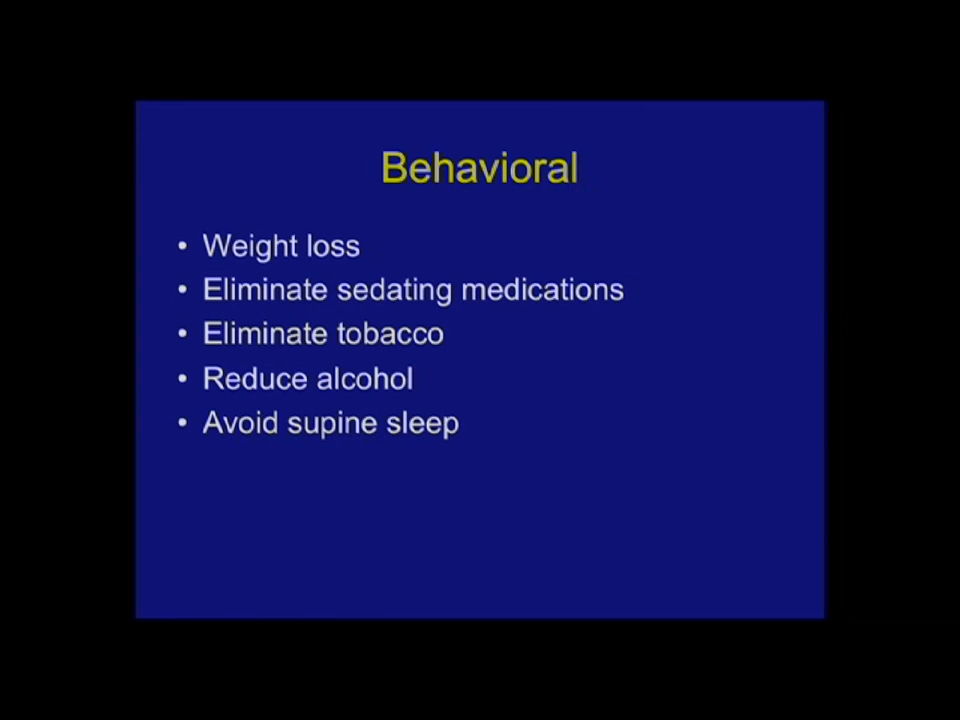 Behavioral
• Weight loss
• Eliminate sedating medications
• Eliminate tobacco
• Reduce alcohol
• Avoid supine sleep